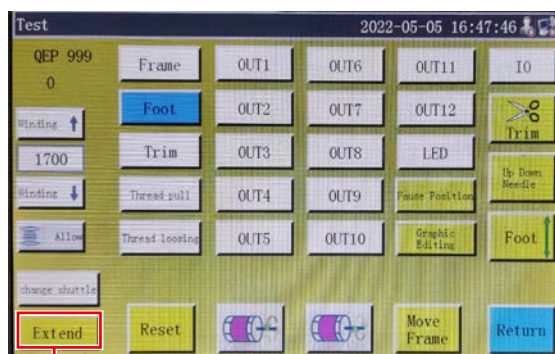 Test 2022-05-05 16:47:46
QEP 999
0
Winding
1700
Winding
Allow
change shuttle
Extend
Frame
Foot
Trim
Thread pull
Thread loosing
Reset
OUT1
OUT2
OUT3
OUT4
OUT5
OUT6
OUT7
OUT8
OUT9
OUT10
OUT11
OUT12
LED
Pause Position
Graphic
Editing
Move
Frame
IO
Trim
Up Down
Needle
Foot
Return